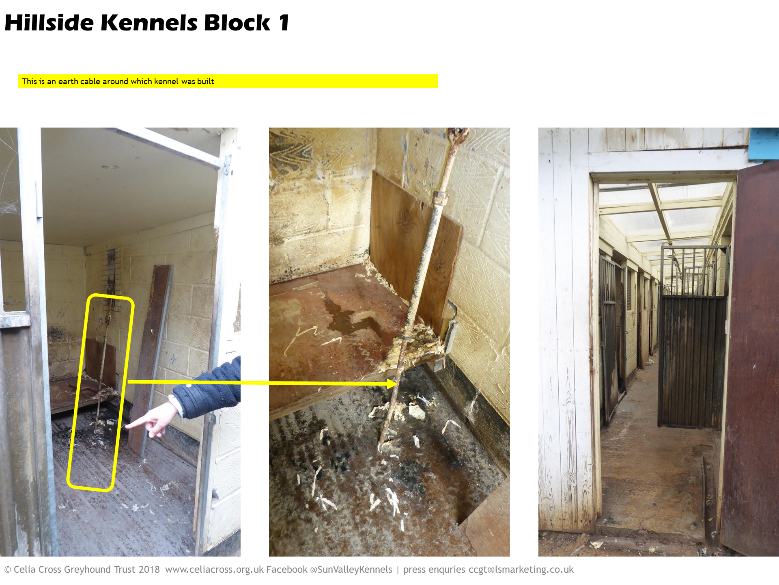 Hillside Kennels Block 1
This is an earth cable around which kennel was built
© Celia Cross Greyhound Trust 2018 www.celiacross.org.uk Facebook @SunValleyKennels | press enquries ccgt@lsmarketing.co.uk